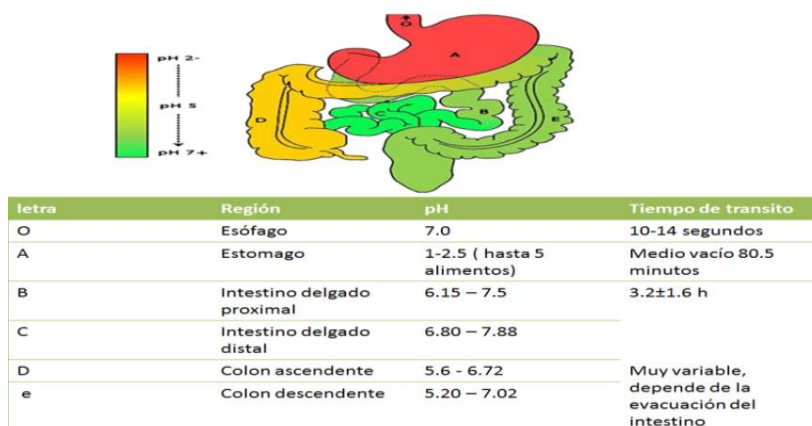 O
A
pH 2-
pH 5
pH 7+
D
C
B
E
letra Región pH Tiempo de transito
O Esófago 7.0 10-14 segundos
A Estomago 1-2.5 ( hasta 5 alimentos) Medio vacío 80.5 minutos
B Intestino delgado proximal 6.15 – 7.5 3.2±1.6 h
C Intestino delgado distal 6.80 – 7.88
D Colon ascendente 5.6 - 6.72 Muy variable, depende de la evacuación del intestino
e Colon descendente 5.20 – 7.02